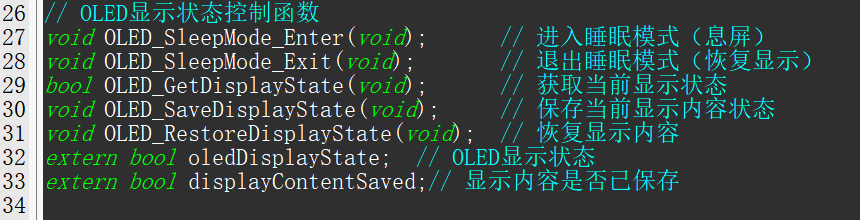 26 // OLED显示状态控制函数
27 void OLED_SleepMode_Enter(void);      // 进入睡眠模式（息屏）
28 void OLED_SleepMode_Exit(void);       // 退出睡眠模式（恢复显示）
29 bool OLED_GetDisplayState(void);      // 获取当前显示状态
30 void OLED_SaveDisplayState(void);     // 保存当前显示内容状态
31 void OLED_RestoreDisplayState(void);  // 恢复显示内容
32 extern bool oledDisplayState;  // OLED显示状态
33 extern bool displayContentSaved;// 显示内容是否已保存
34